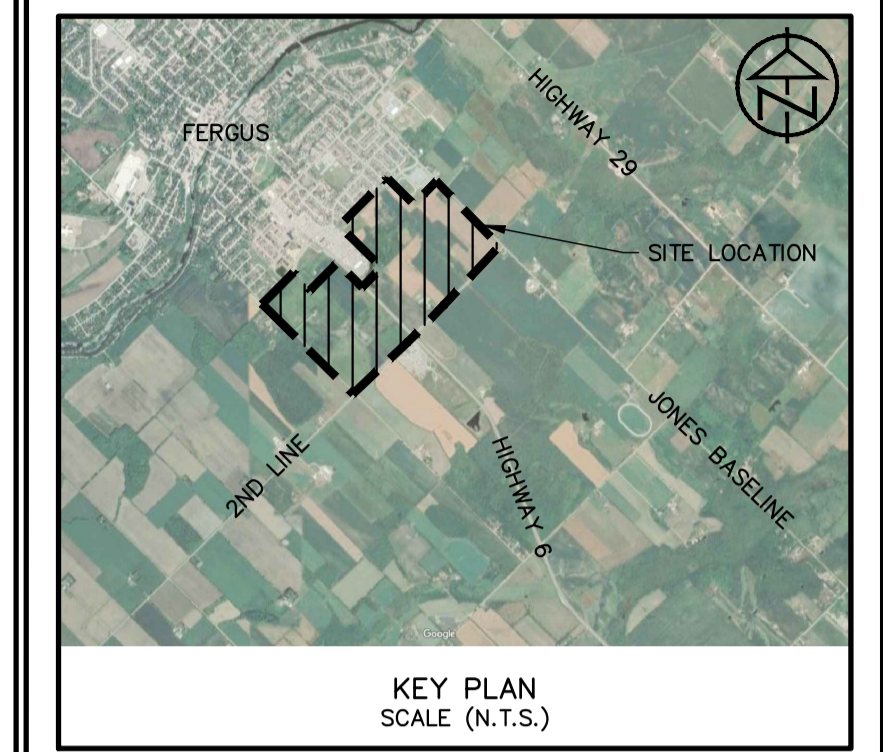 HIGHWAY 29
FERGUS
SITE LOCATION
JONES BASELINE
2ND LINE
HIGHWAY 6
Google
KEY PLAN
SCALE (N.T.S.)
N